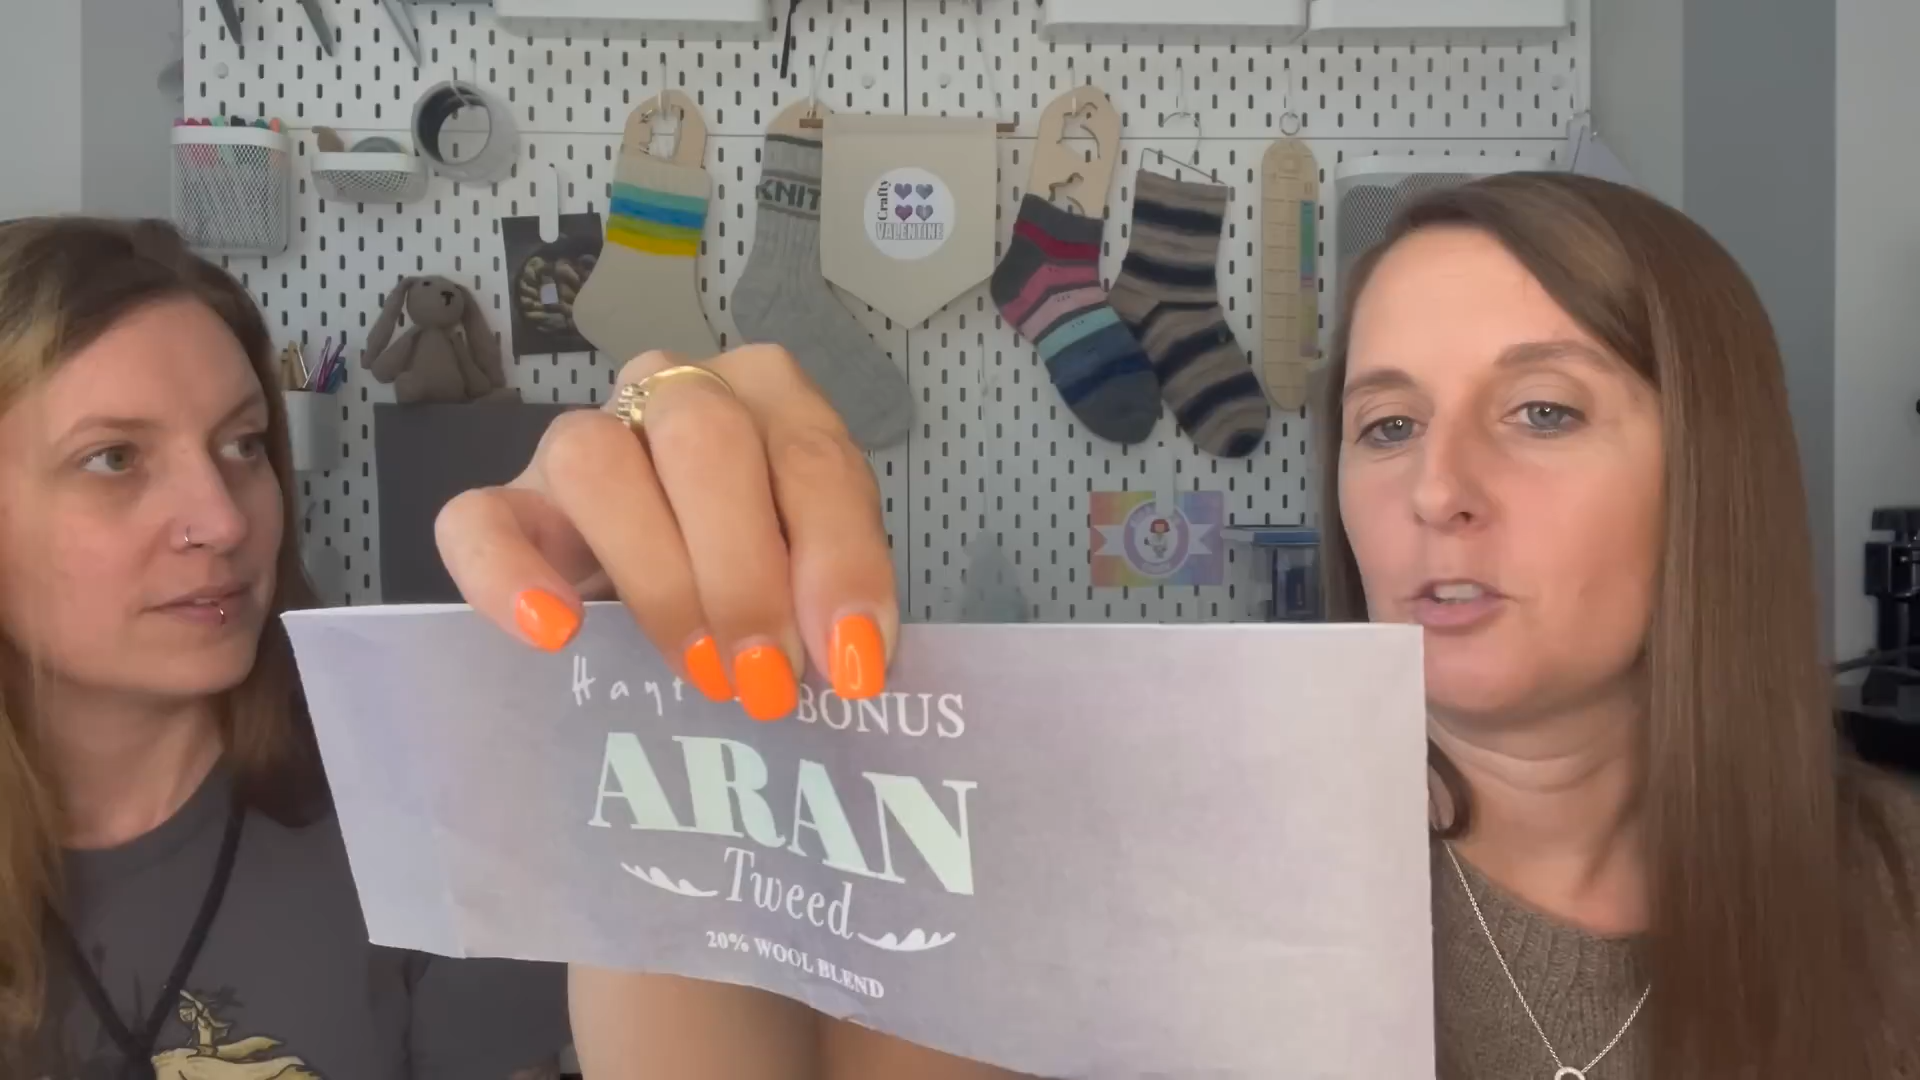 KNIT
Crafty
VALENTINE
BONUS
ARAN
Tweed
20% WOOL BLEND